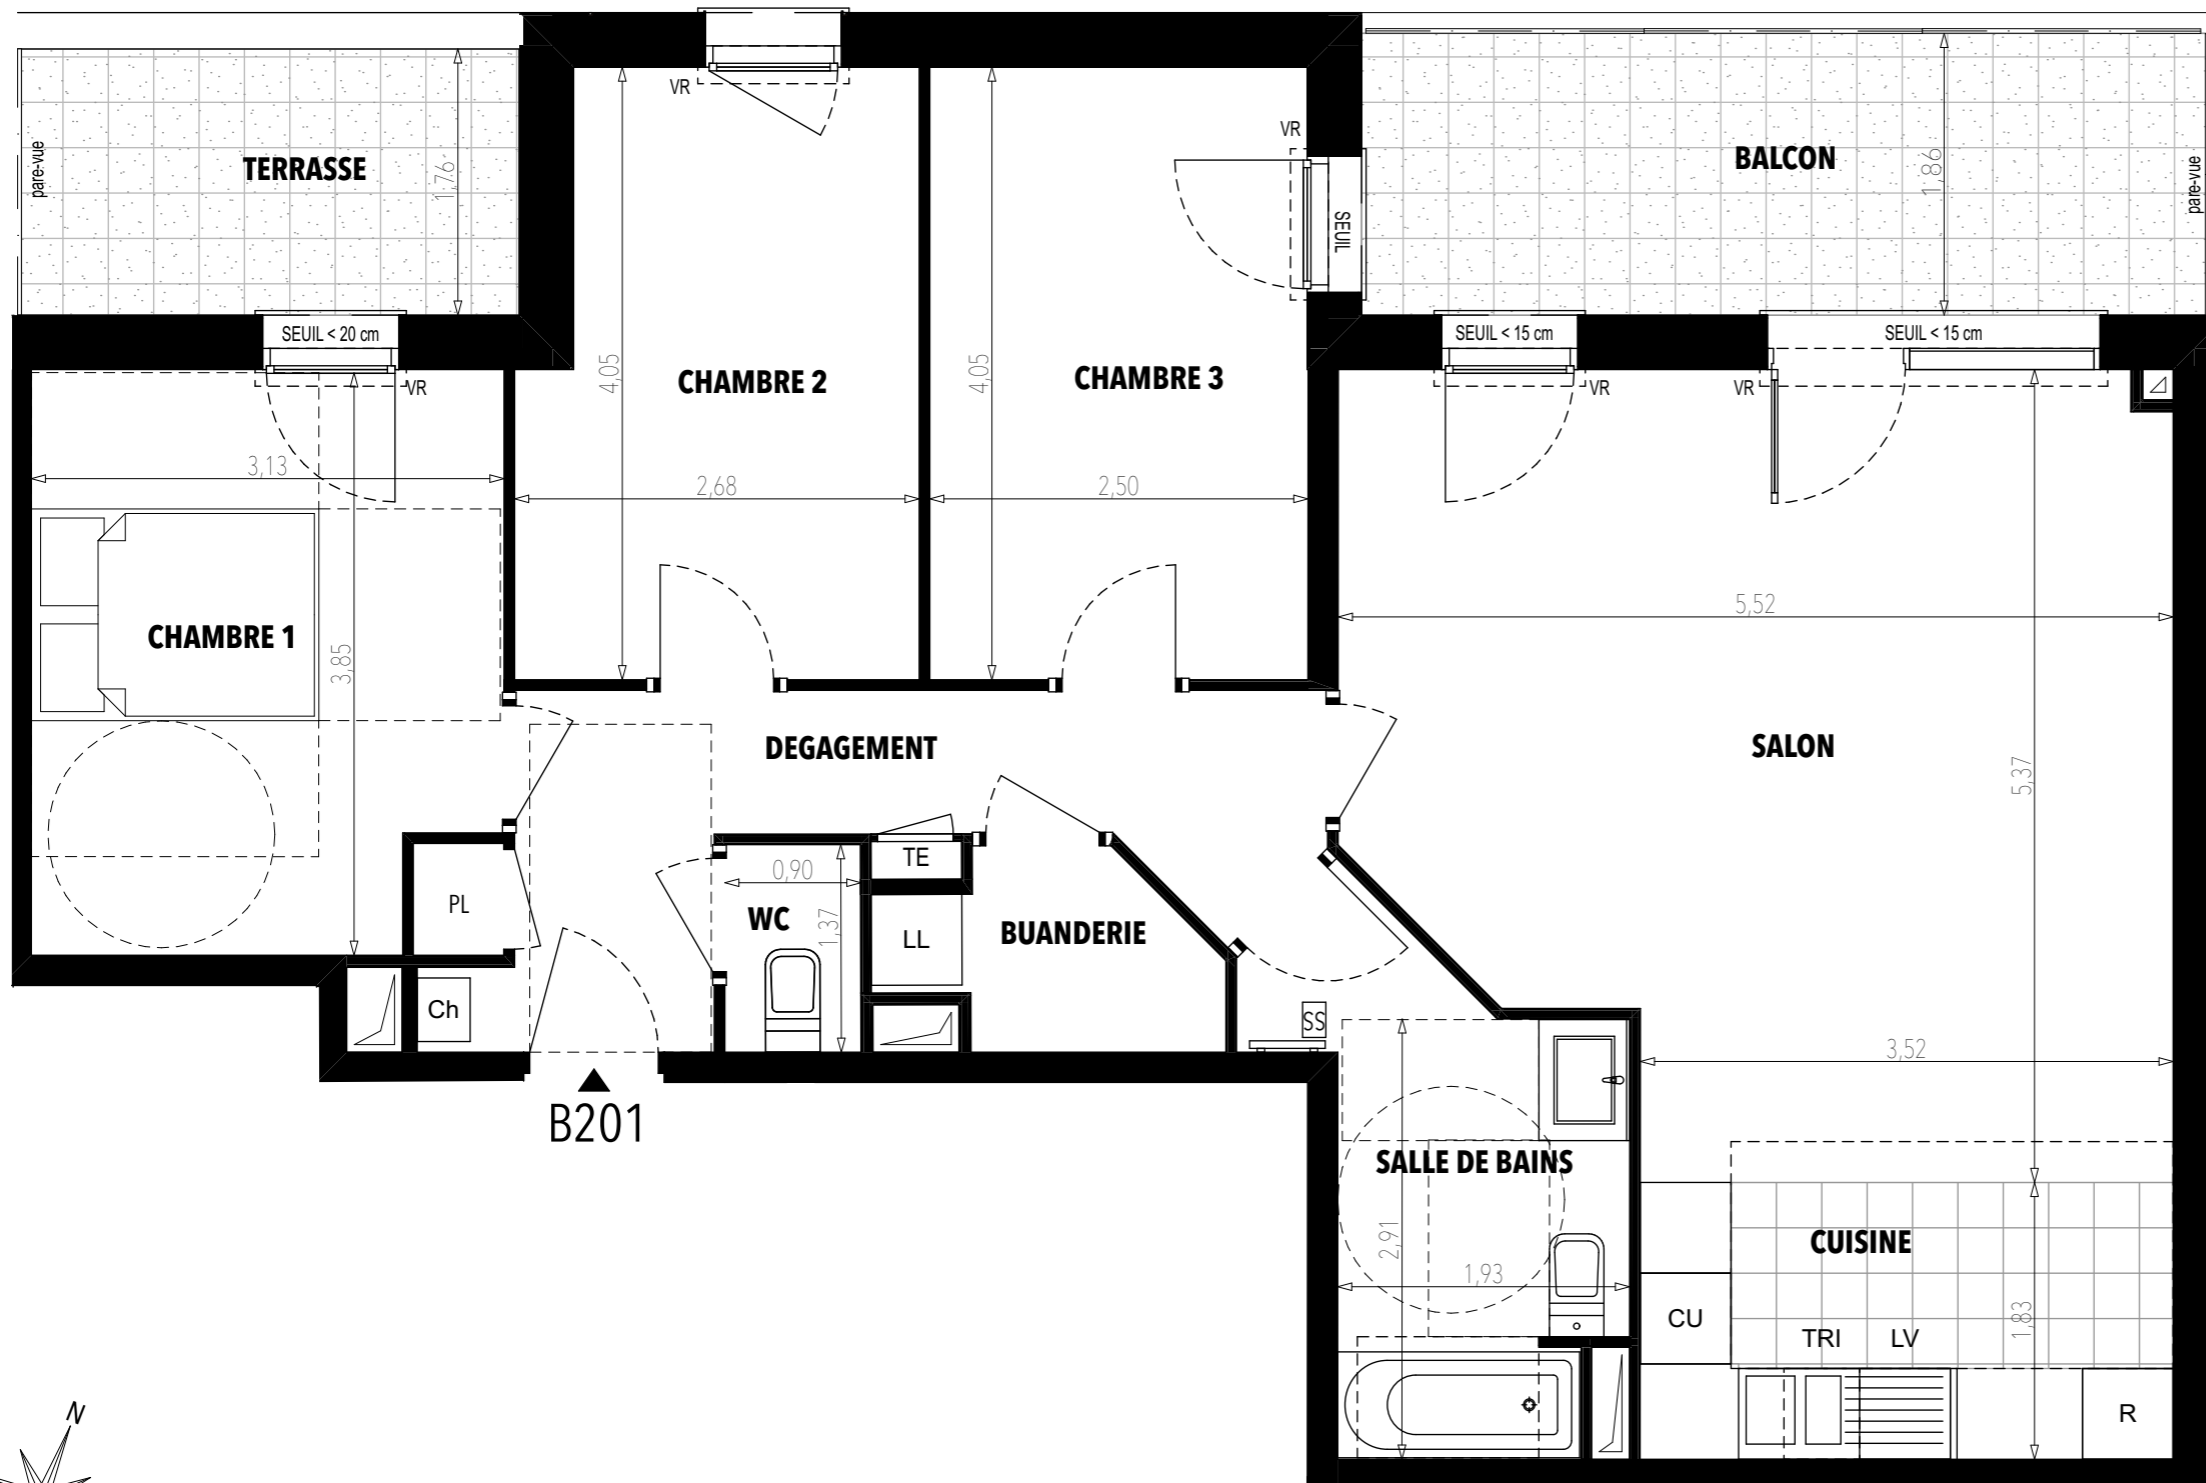 TERRASSE
pare-vue
1,76
VR
VR
BALCON
1,86
pare-vue
SEUIL
SEUIL < 20 cm
SEUIL < 15 cm
SEUIL < 15 cm
VR
VR
VR
4,05
CHAMBRE 2
4,05
CHAMBRE 3
3,13
2,68
2,50
5,52
CHAMBRE 1
3,85
DEGAGEMENT
SALON
5,37
TE
0,90
PL
WC
1,37
LL
BUANDERIE
Ch
SS
3,52
B201
SALLE DE BAINS
2,91
1,93
CUISINE
1,83
CU
TRI
LV
R
N